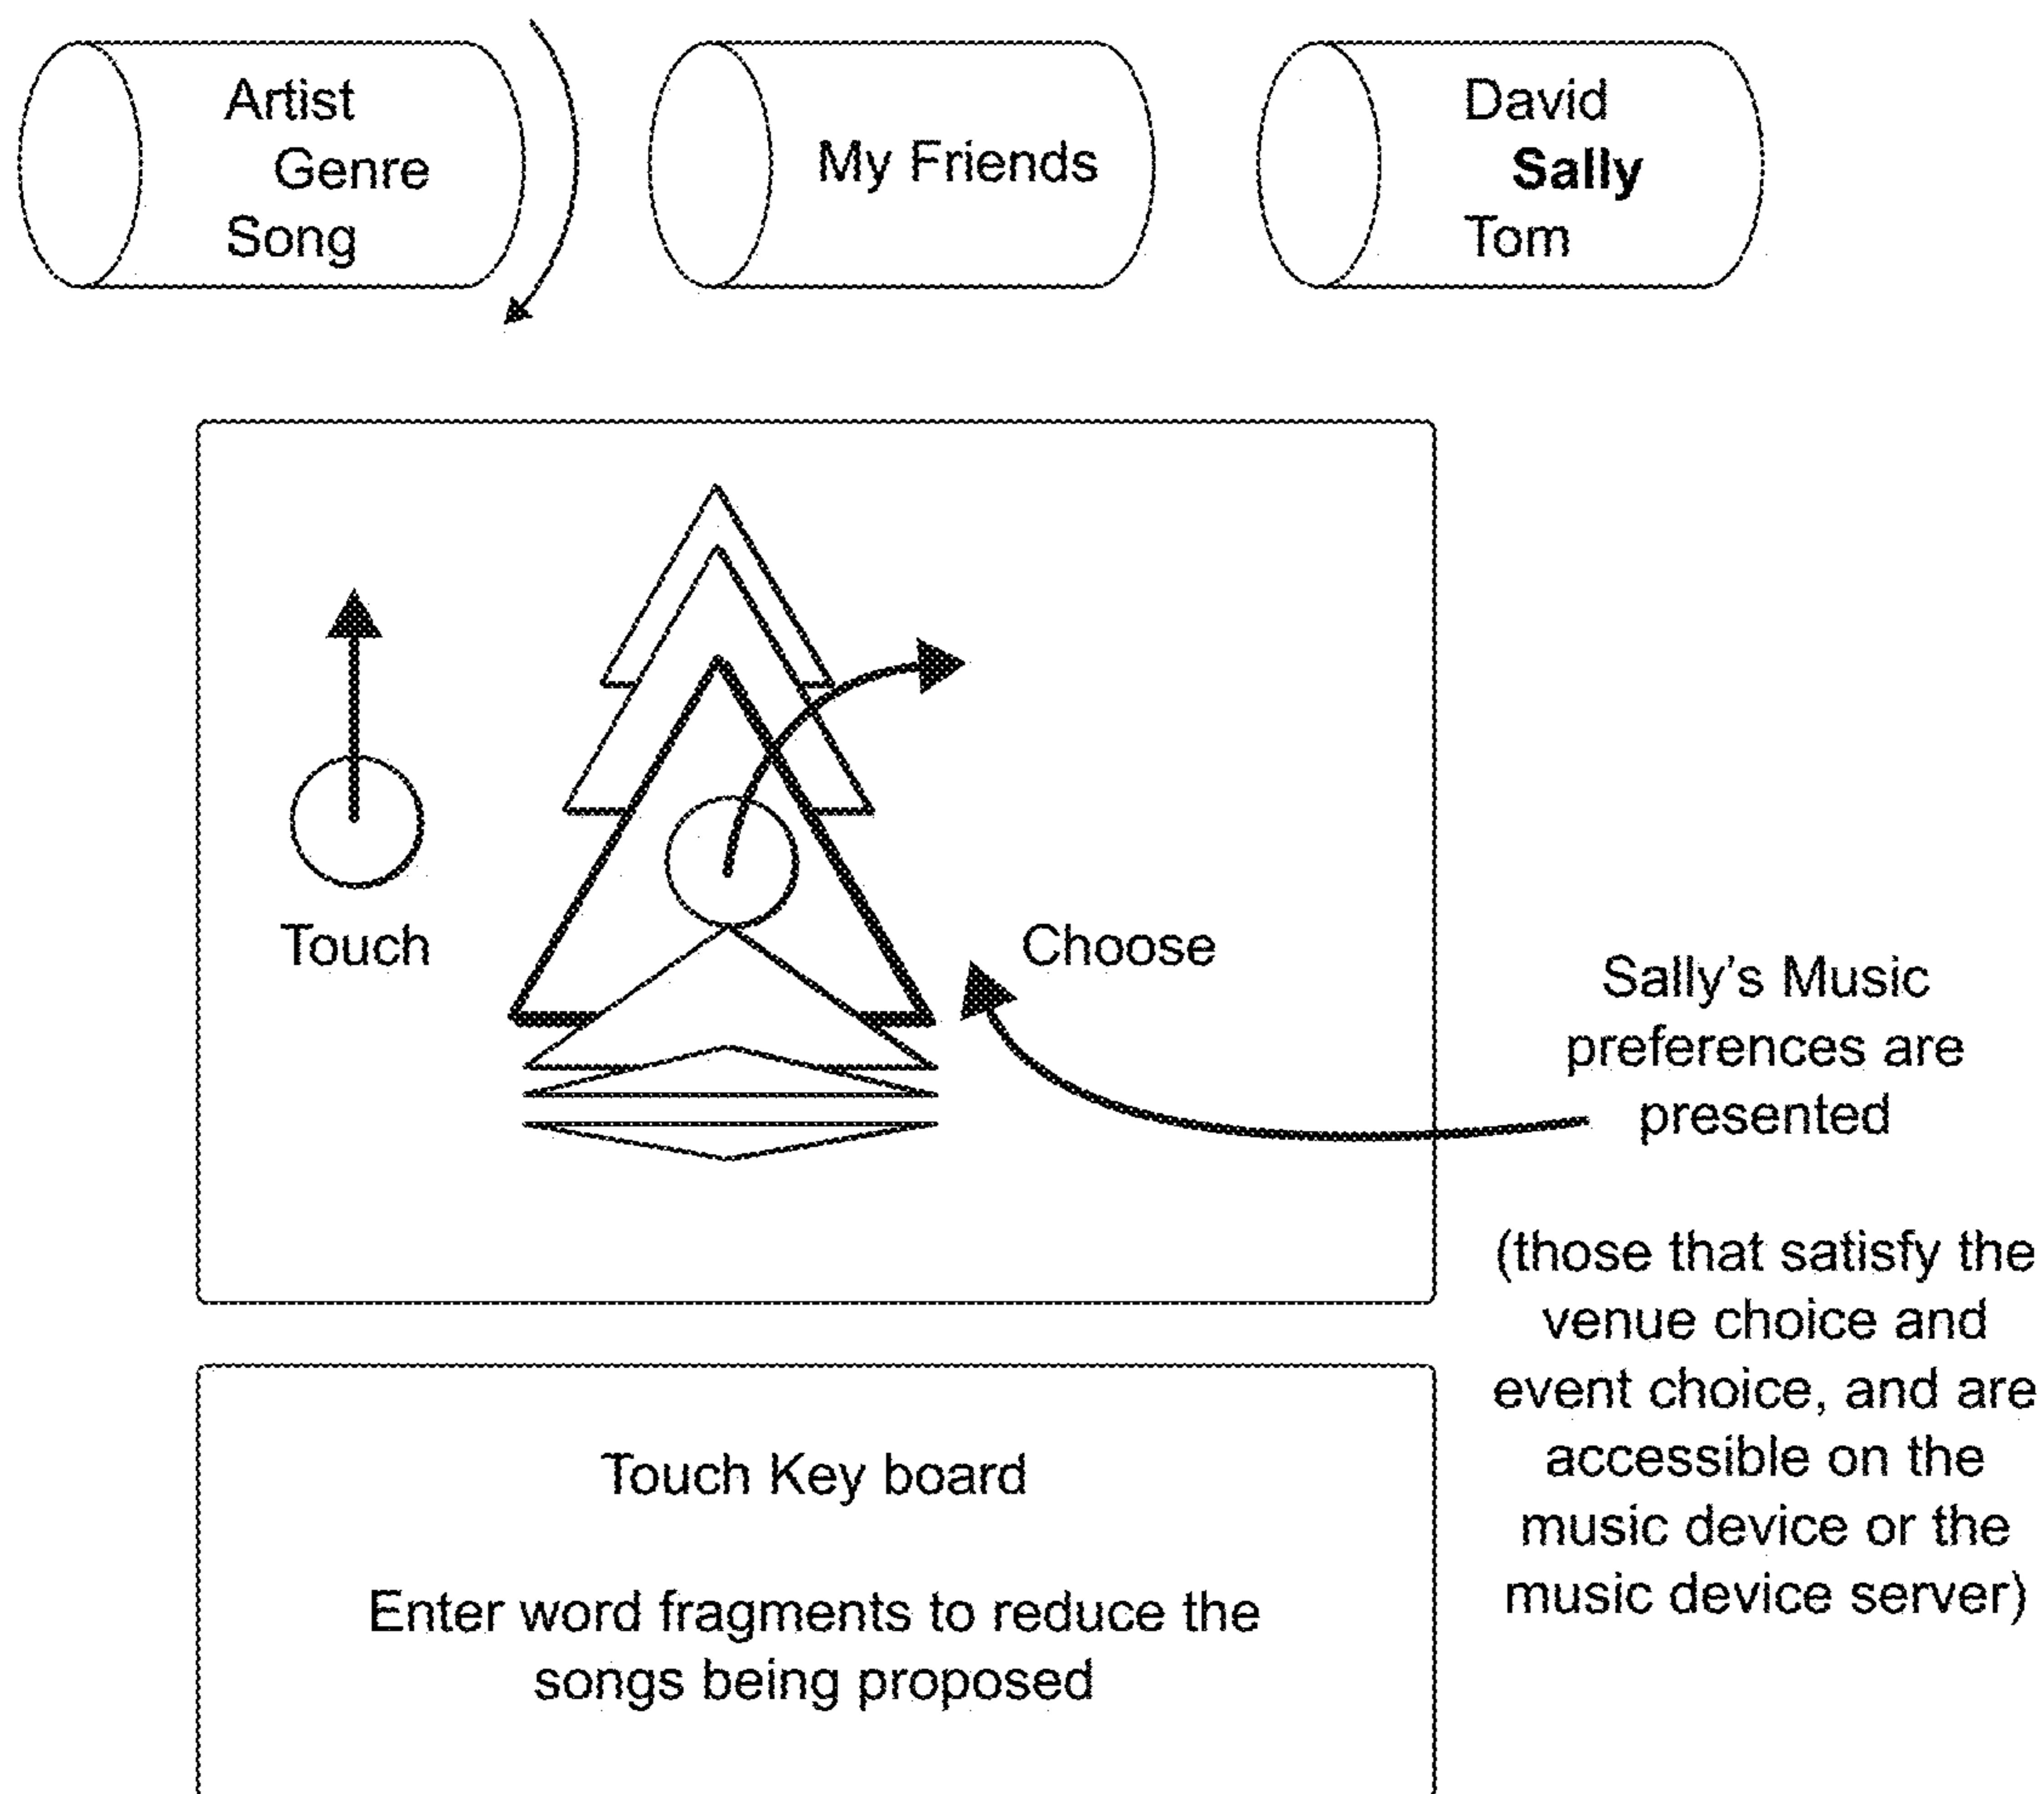 Artist
Genre
Song
My Friends
David
Sally
Tom
Touch
Choose
Sally's Music
preferences are
presented
(those that satisfy the
venue choice and
event choice, and are
accessible on the
music device or the
music device server)
Touch Key board
Enter word fragments to reduce the
songs being proposed